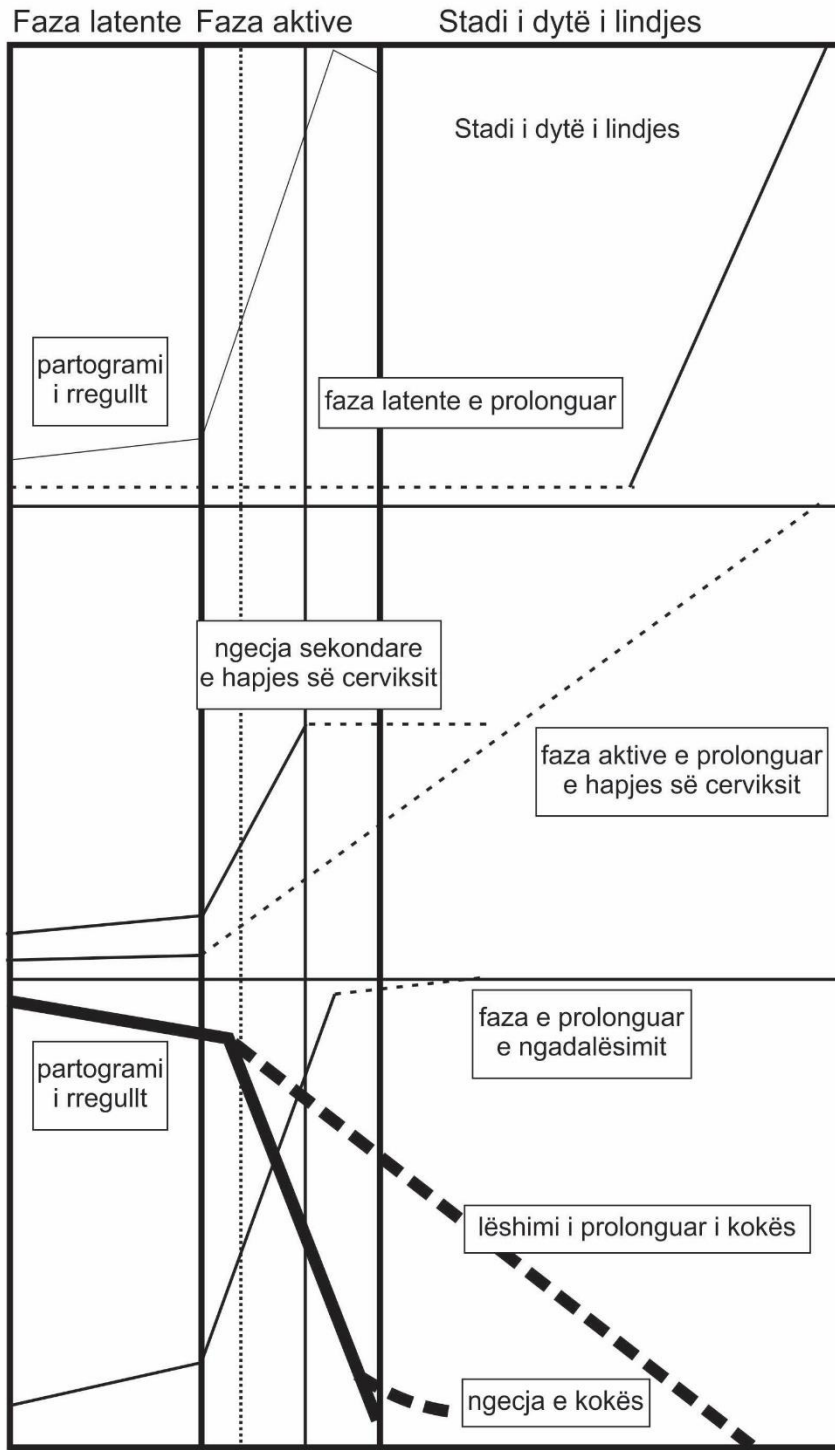 Faza latente Faza aktive Stadi i dytë i lindjes
Stadi i dytë i lindjes
partogrami
i rregullt
faza latente e prolonguar
ngecja sekondare
e hapjes së cerviksit
faza aktive e prolonguar
e hapjes së cerviksit
faza e prolonguar
e ngadalësimit
partogrami
i rregullt
lëshimi i prolonguar i kokës
ngecja e kokës